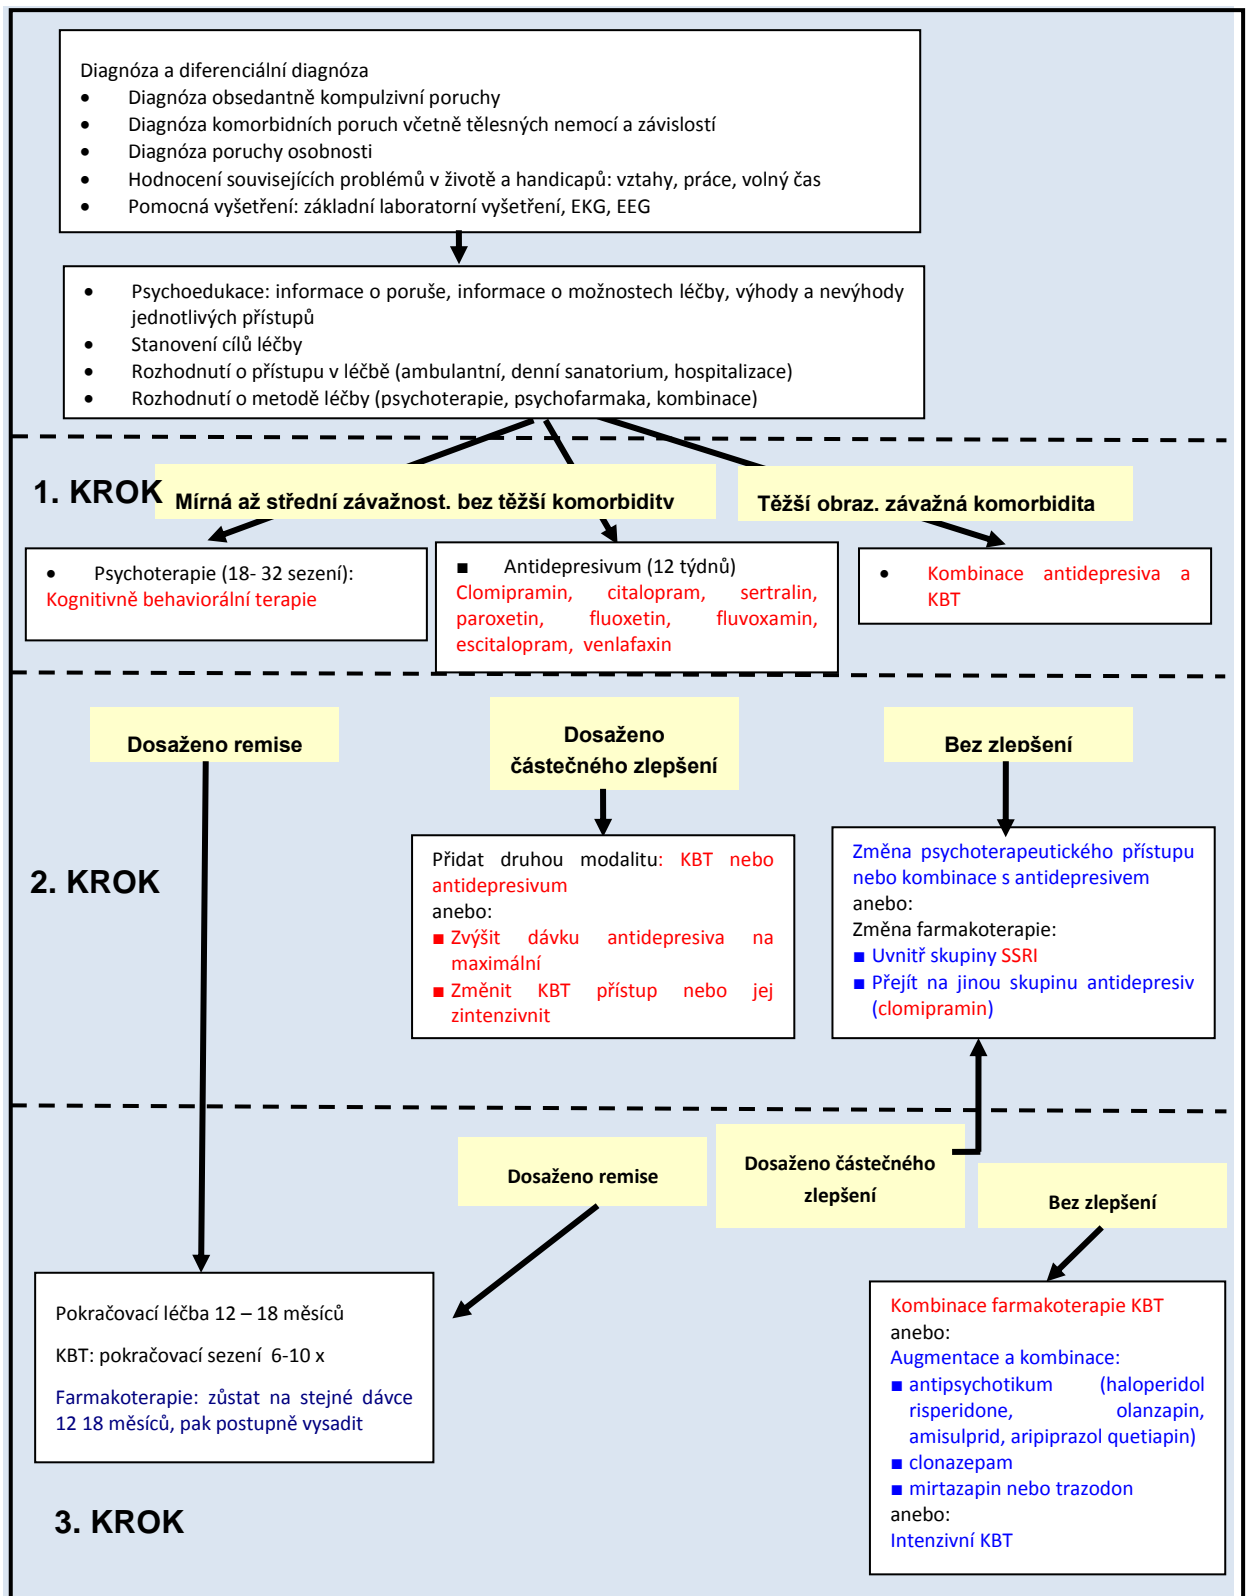 Diagnóza a diferenciální diagnóza
• Diagnóza obsedantně kompulzivní poruchy
• Diagnóza komorbidních poruch včetně tělesných nemocí a závislostí
• Diagnóza poruchy osobnosti
• Hodnocení souvisejících problémů v životě a handicapů: vztahy, práce, volný čas
• Pomocná vyšetření: základní laboratorní vyšetření, EKG, EEG
• Psychoedukace: informace o poruše, informace o možnostech léčby, výhody a nevýhody
jednotlivých přístupů
• Stanovení cílů léčby
• Rozhodnutí o přístupu v léčbě (ambulantní, denní sanatorium, hospitalizace)
• Rozhodnutí o metodě léčby (psychoterapie, psychofarmaka, kombinace)
1. KROK
Mírná až střední závažnost. bez těžší komorbidity
Těžší obraz. závažná komorbidita
• Psychoterapie (18- 32 sezení):
Kognitivně behaviorální terapie
■ Antidepresivum (12 týdnů)
Clomipramin, citalopram, sertralin,
paroxetin, fluoxetin, fluvoxamin,
escitalopram, venlafaxin
• Kombinace antidepresiva a
KBT
2. KROK
Dosaženo remise
Dosaženo
částečného zlepšení
Bez zlepšení
Přidat druhou modalitu: KBT nebo
antidepresivum
anebo:
■ Zvýšit dávku antidepresiva na
maximální
■ Změnit KBT přístup nebo jej
zintenzivnit
Změna psychoterapeutického přístupu
nebo kombinace s antidepresivem
anebo:
Změna farmakoterapie:
■ Uvnitř skupiny SSRI
■ Přejít na jinou skupinu antidepresiv
(clomipramin)
Dosaženo remise
Dosaženo částečného
zlepšení
Bez zlepšení
Pokračovací léčba 12 – 18 měsíců
KBT: pokračovací sezení 6-10 x
Farmakoterapie: zůstat na stejné dávce
12 18 měsíců, pak postupně vysadit
Kombinace farmakoterapie KBT
anebo:
Augmentace a kombinace:
■ antipsychotikum (haloperidol
risperidone, olanzapin,
amisulprid, aripiprazol quetiapin)
■ clonazepam
■ mirtazapin nebo trazodon
anebo:
Intenzivní KBT
3. KROK